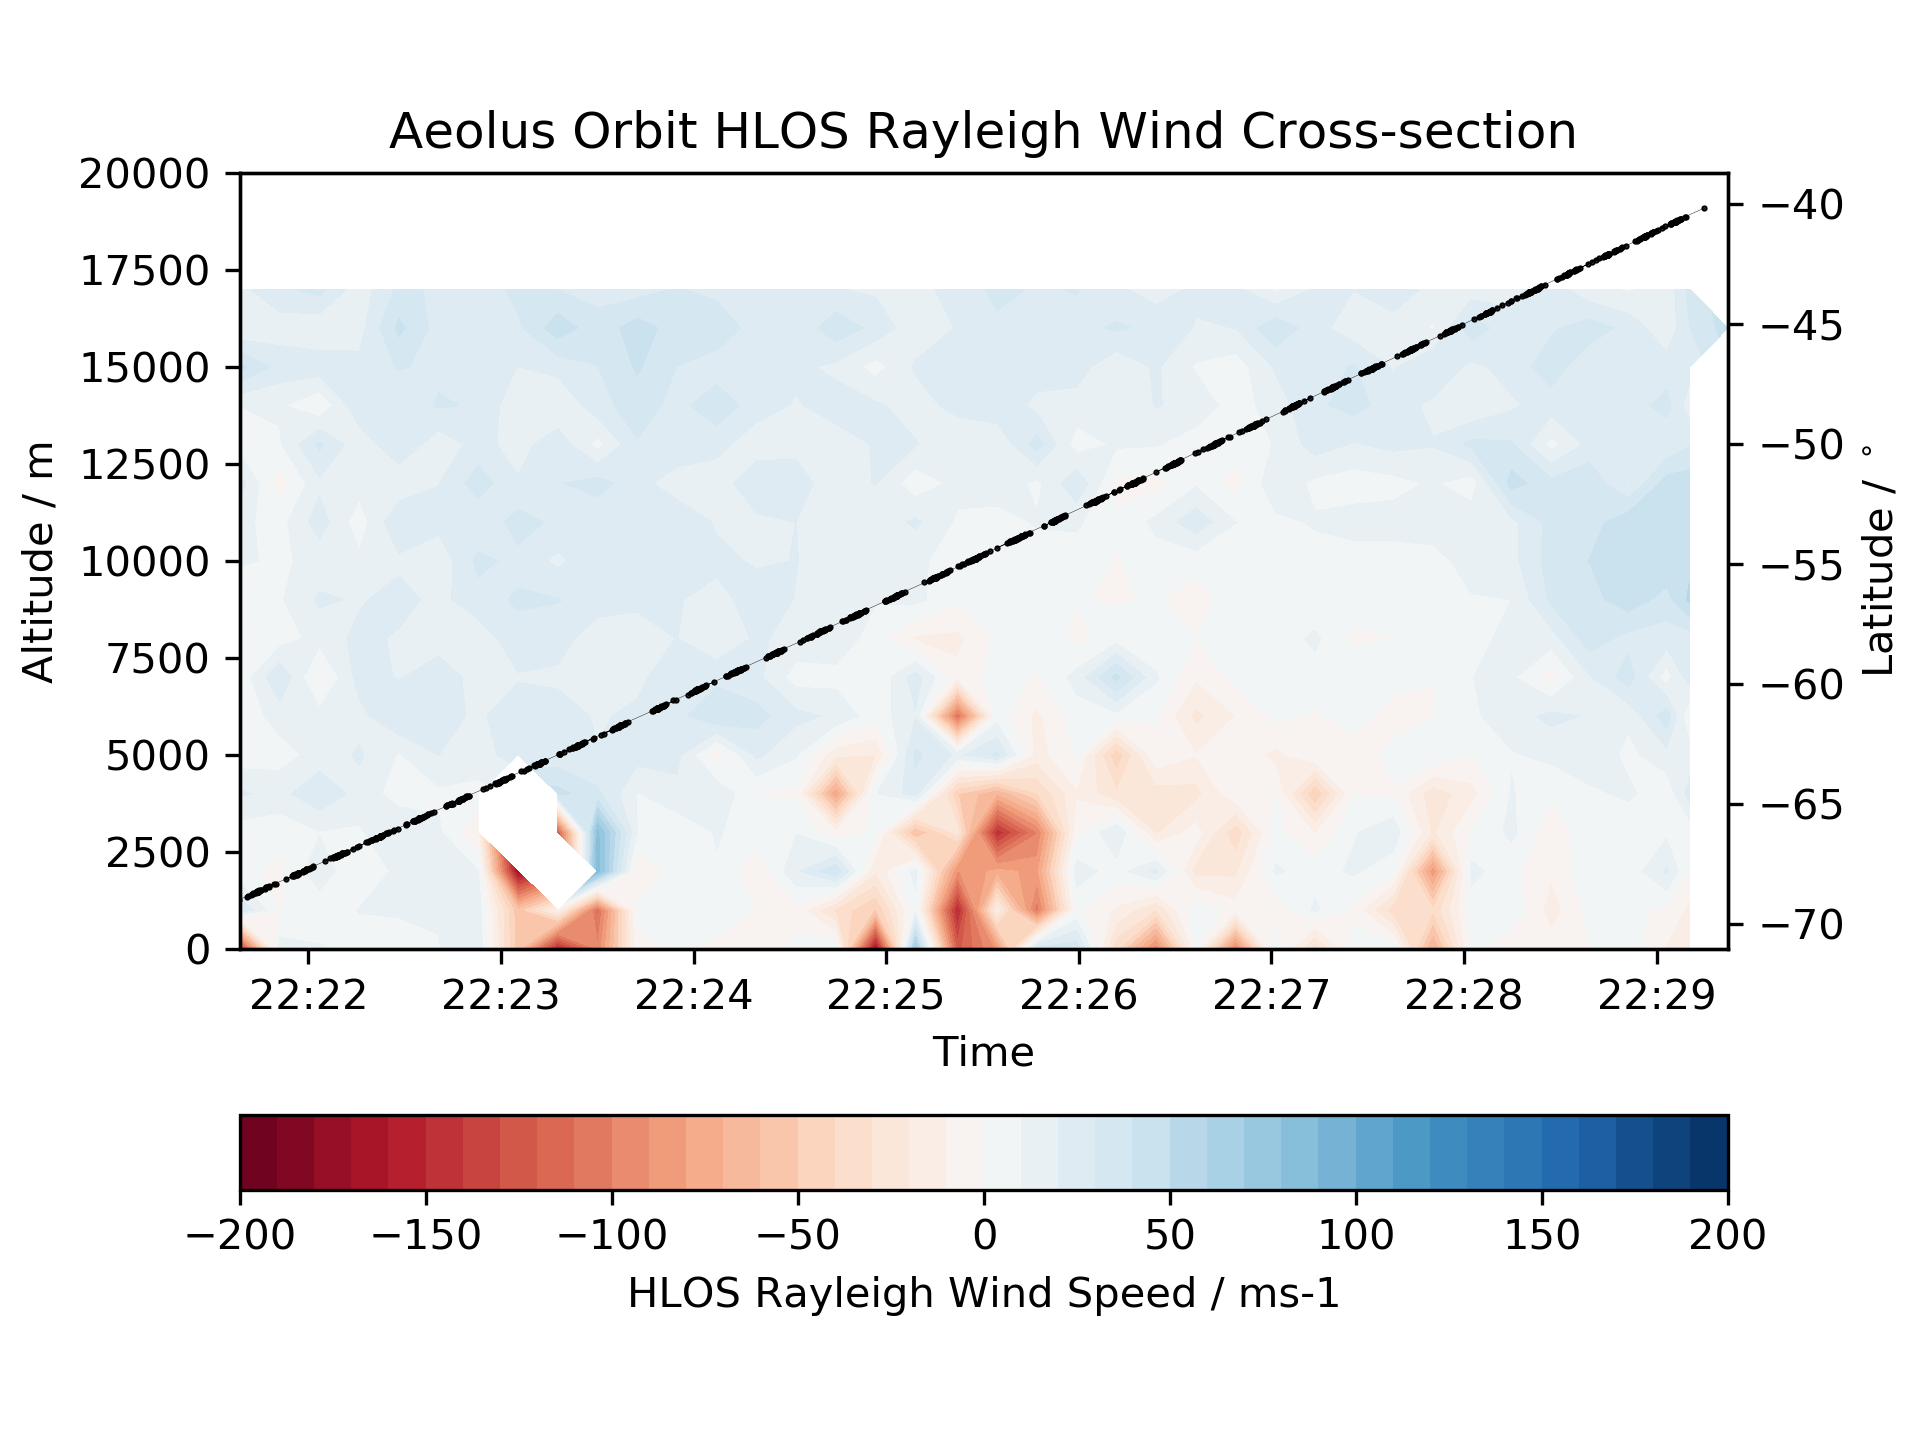 Aeolus Orbit HLOS Rayleigh Wind Cross-section
20000
17500
15000
12500
10000
7500
5000
2500
0
Altitude / m
−40
−45
−50
−55
−60
−65
−70
Latitude / °
22:22 22:23 22:24 22:25 22:26 22:27 22:28 22:29
Time
−200 −150 −100 −50 0 50 100 150 200
HLOS Rayleigh Wind Speed / ms-1